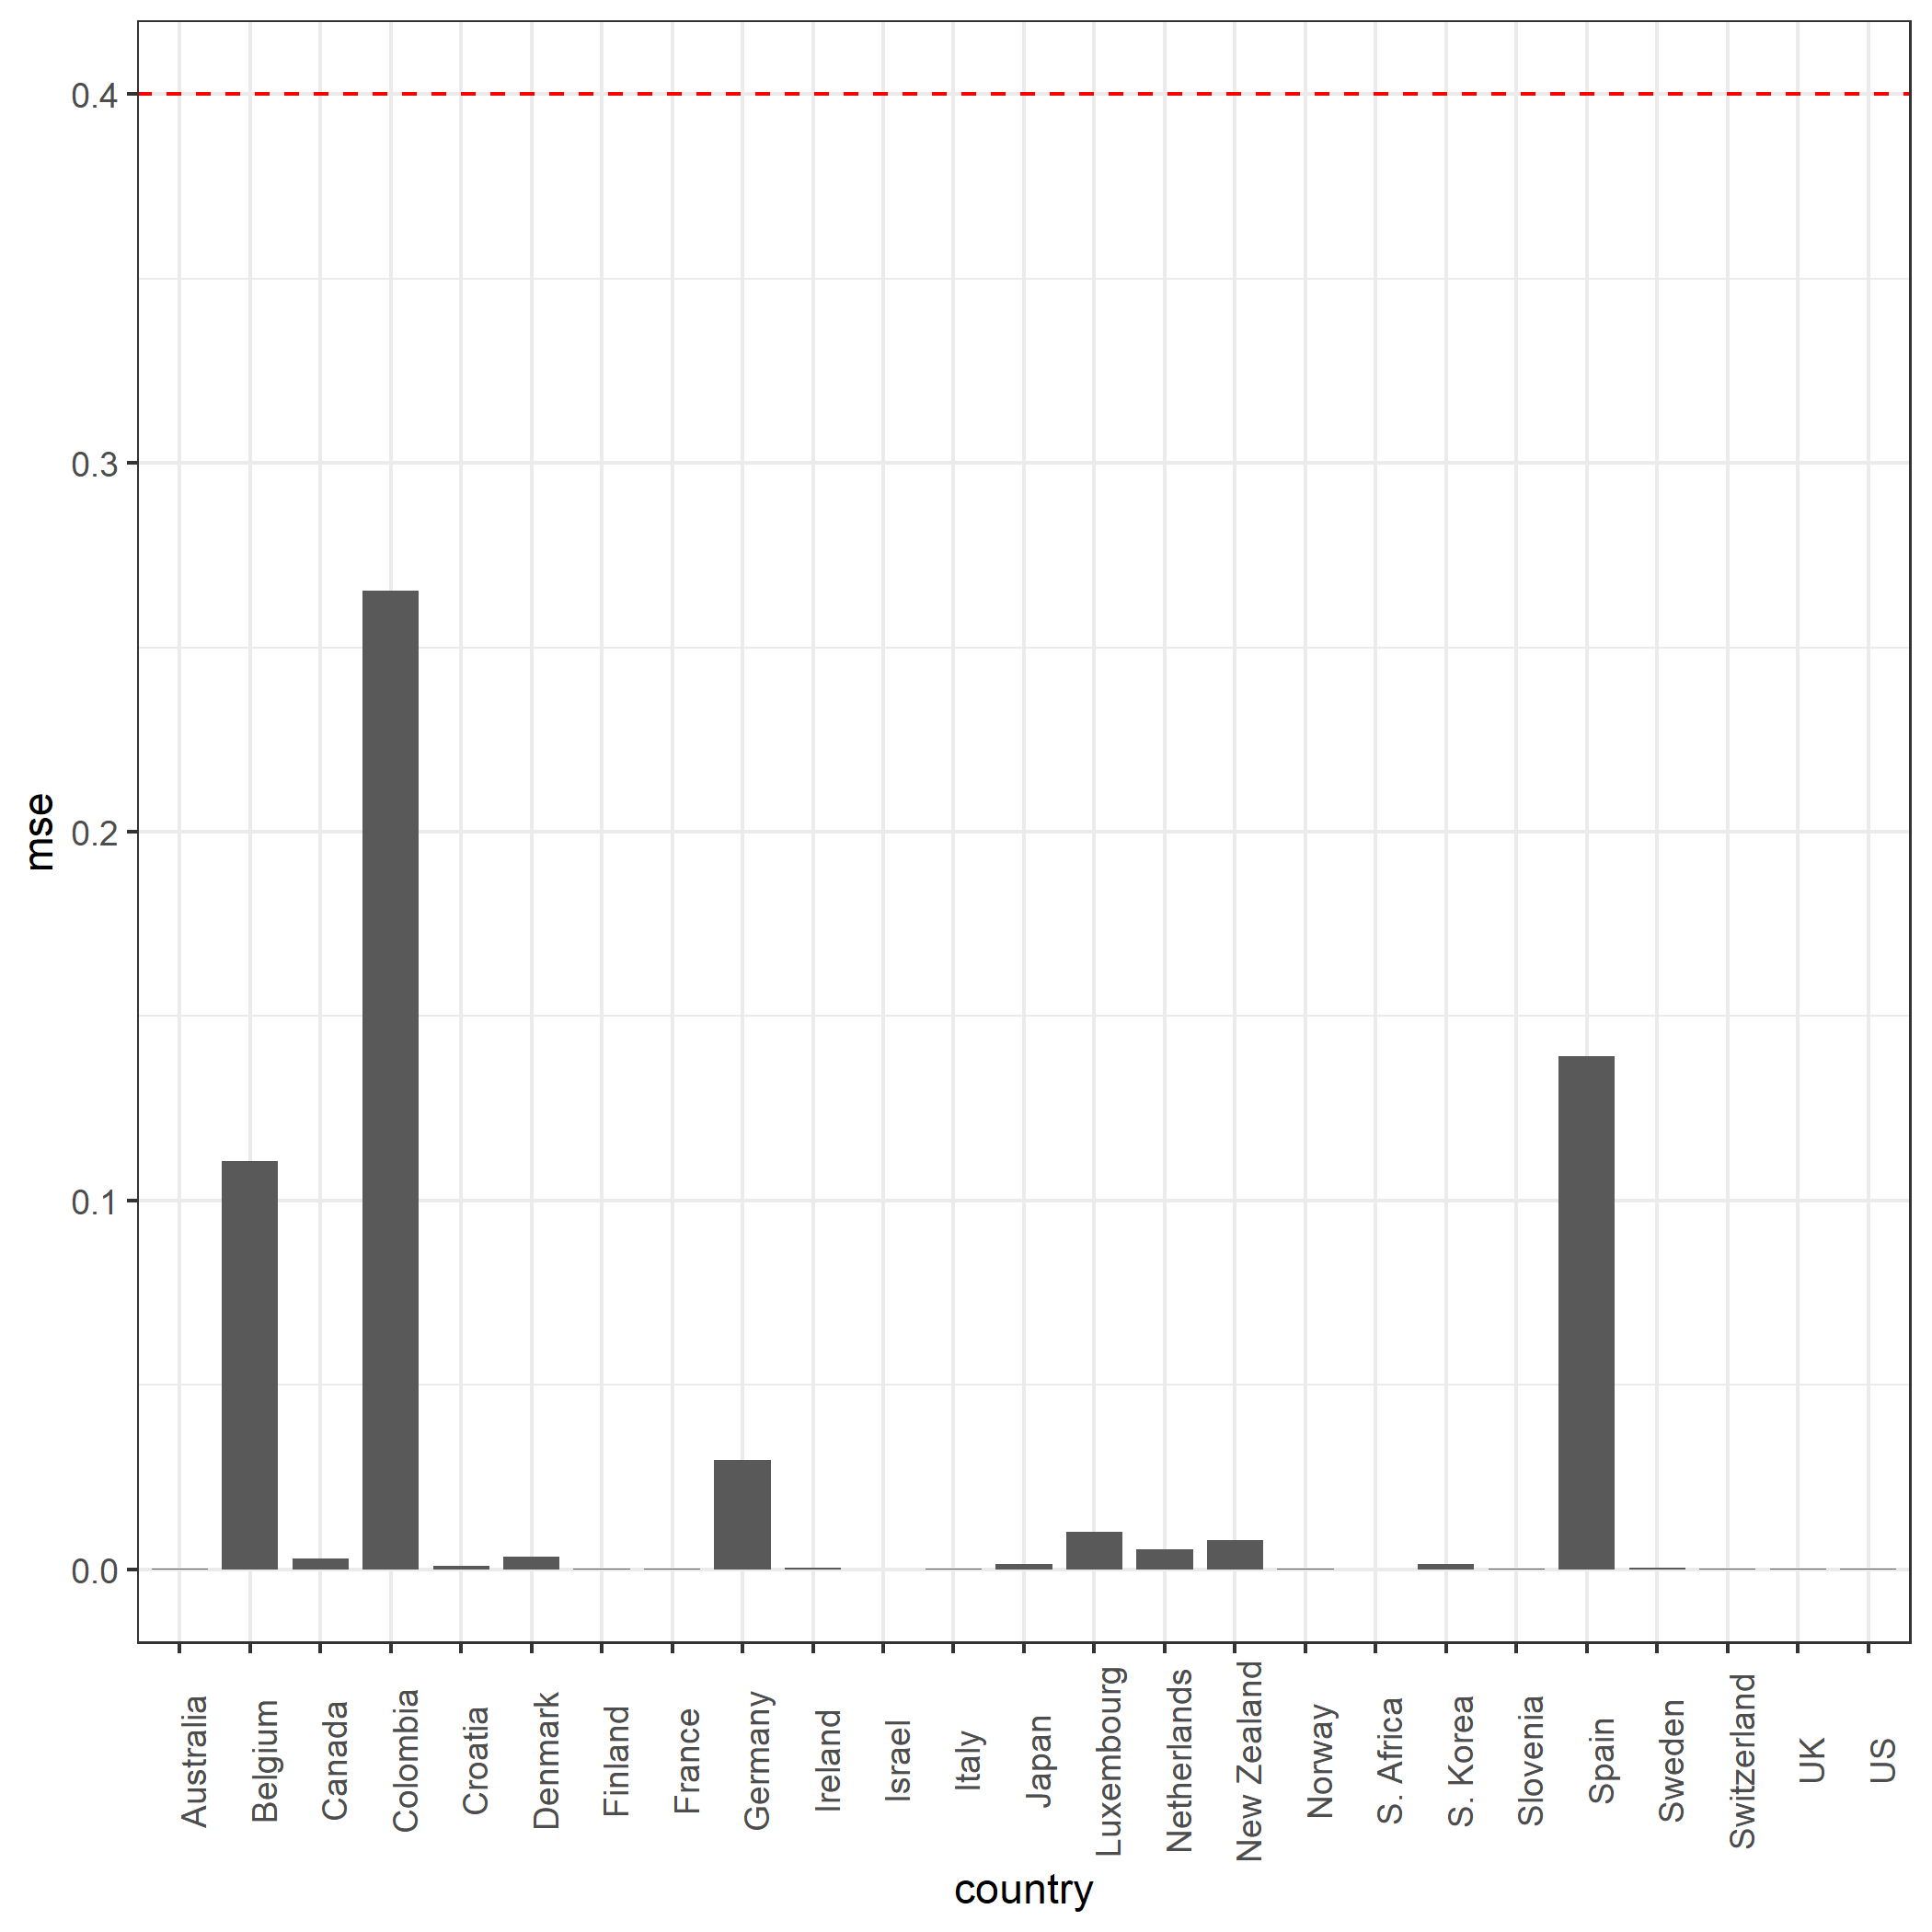 mse
0.4
0.3
0.2
0.1
0.0
Australia
Belgium
Canada
Colombia
Croatia
Denmark
Finland
France
Germany
Ireland
Israel
Italy
Japan
Luxembourg
Netherlands
New Zealand
Norway
S. Africa
S. Korea
Slovenia
Spain
Sweden
Switzerland
UK
US
country